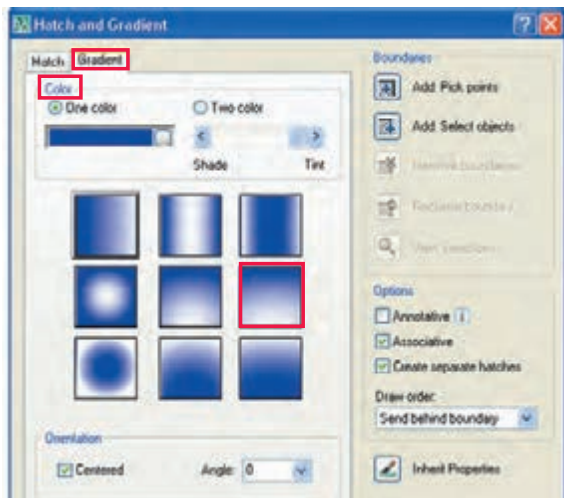 Hatch and Gradient
Hatch
Gradient
Color
One color
Two color
Shade
Tint
Orientation
Centered
Angle: 0
Boundaries
Add: Pick points
Add: Select objects
Options
Annotative
Associative
Create separate hatches
Draw order:
Send behind boundary
Inherit Properties